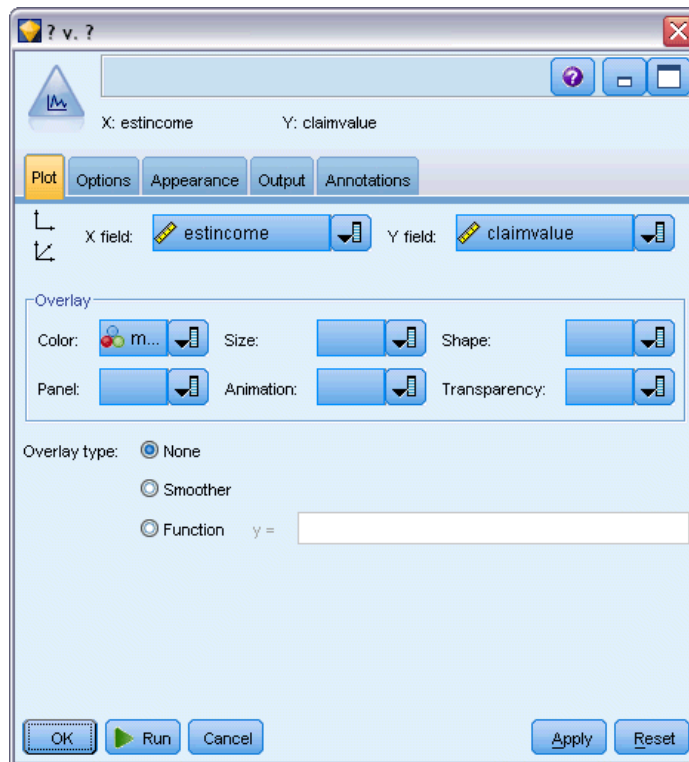 ? v. ?
X: estincome Y: claimvalue
Plot Options Appearance Output Annotations
X field: estincome Y field: claimvalue
Overlay
Color: m... Size: Shape:
Panel: Animation: Transparency:
Overlay type: None
Smoother
Function y =
OK Run Cancel Apply Reset